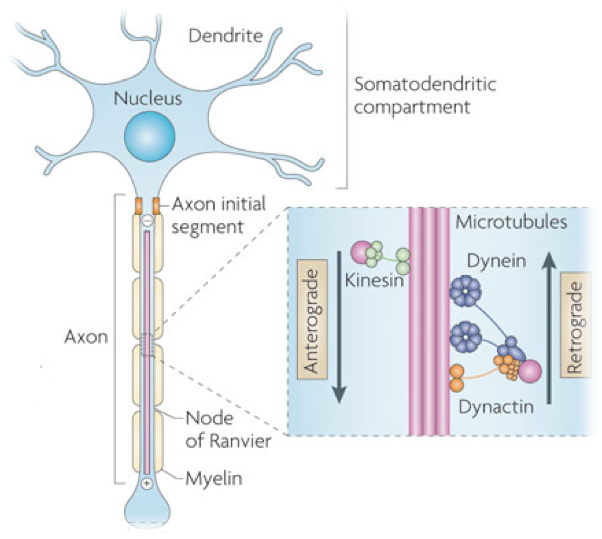 Dendrite
Nucleus
Somatodendritic
compartment
Axon initial
segment
−
Axon
Node
of Ranvier
Myelin
+
Microtubules
Kinesin
Dynein
Anterograde
Retrograde
Dynactin